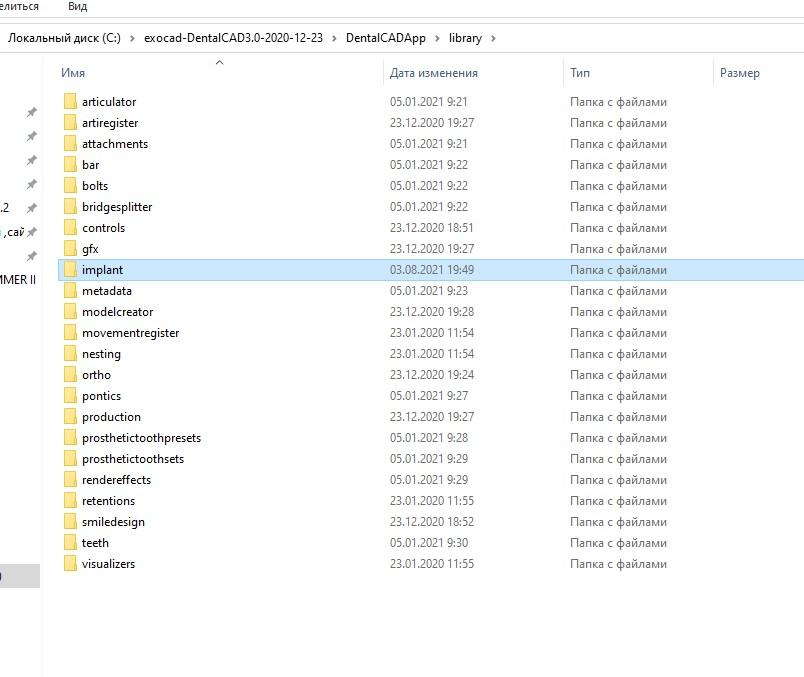 елиться Вид
Локальный диск (C:) › exocad-DentalCAD3.0-2020-12-23 › DentalCADApp › library ›
Имя Дата изменения Тип Размер
articulator 05.01.2021 9:21 Папка с файлами
artiregister 23.12.2020 19:27 Папка с файлами
attachments 05.01.2021 9:21 Папка с файлами
bar 05.01.2021 9:22 Папка с файлами
bolts 05.01.2021 9:22 Папка с файлами
.2 bridgesplitter 05.01.2021 9:22 Папка с файлами
,сай controls 23.12.2020 18:51 Папка с файлами
gfx 23.12.2020 19:27 Папка с файлами
implant 03.08.2021 19:49 Папка с файлами
MMER II
metadata 05.01.2021 9:23 Папка с файлами
modelcreator 23.12.2020 19:28 Папка с файлами
movementregister 23.01.2020 11:54 Папка с файлами
nesting 23.01.2020 11:54 Папка с файлами
ortho 23.12.2020 19:24 Папка с файлами
pontics 05.01.2021 9:27 Папка с файлами
production 23.12.2020 19:27 Папка с файлами
prosthetictoothpresets 05.01.2021 9:28 Папка с файлами
prosthetictoothsets 05.01.2021 9:29 Папка с файлами
rendereffects 05.01.2021 9:29 Папка с файлами
retentions 23.01.2020 11:55 Папка с файлами
smiledesign 23.12.2020 18:52 Папка с файлами
teeth 05.01.2021 9:30 Папка с файлами
visualizers 23.01.2020 11:55 Папка с файлами
)